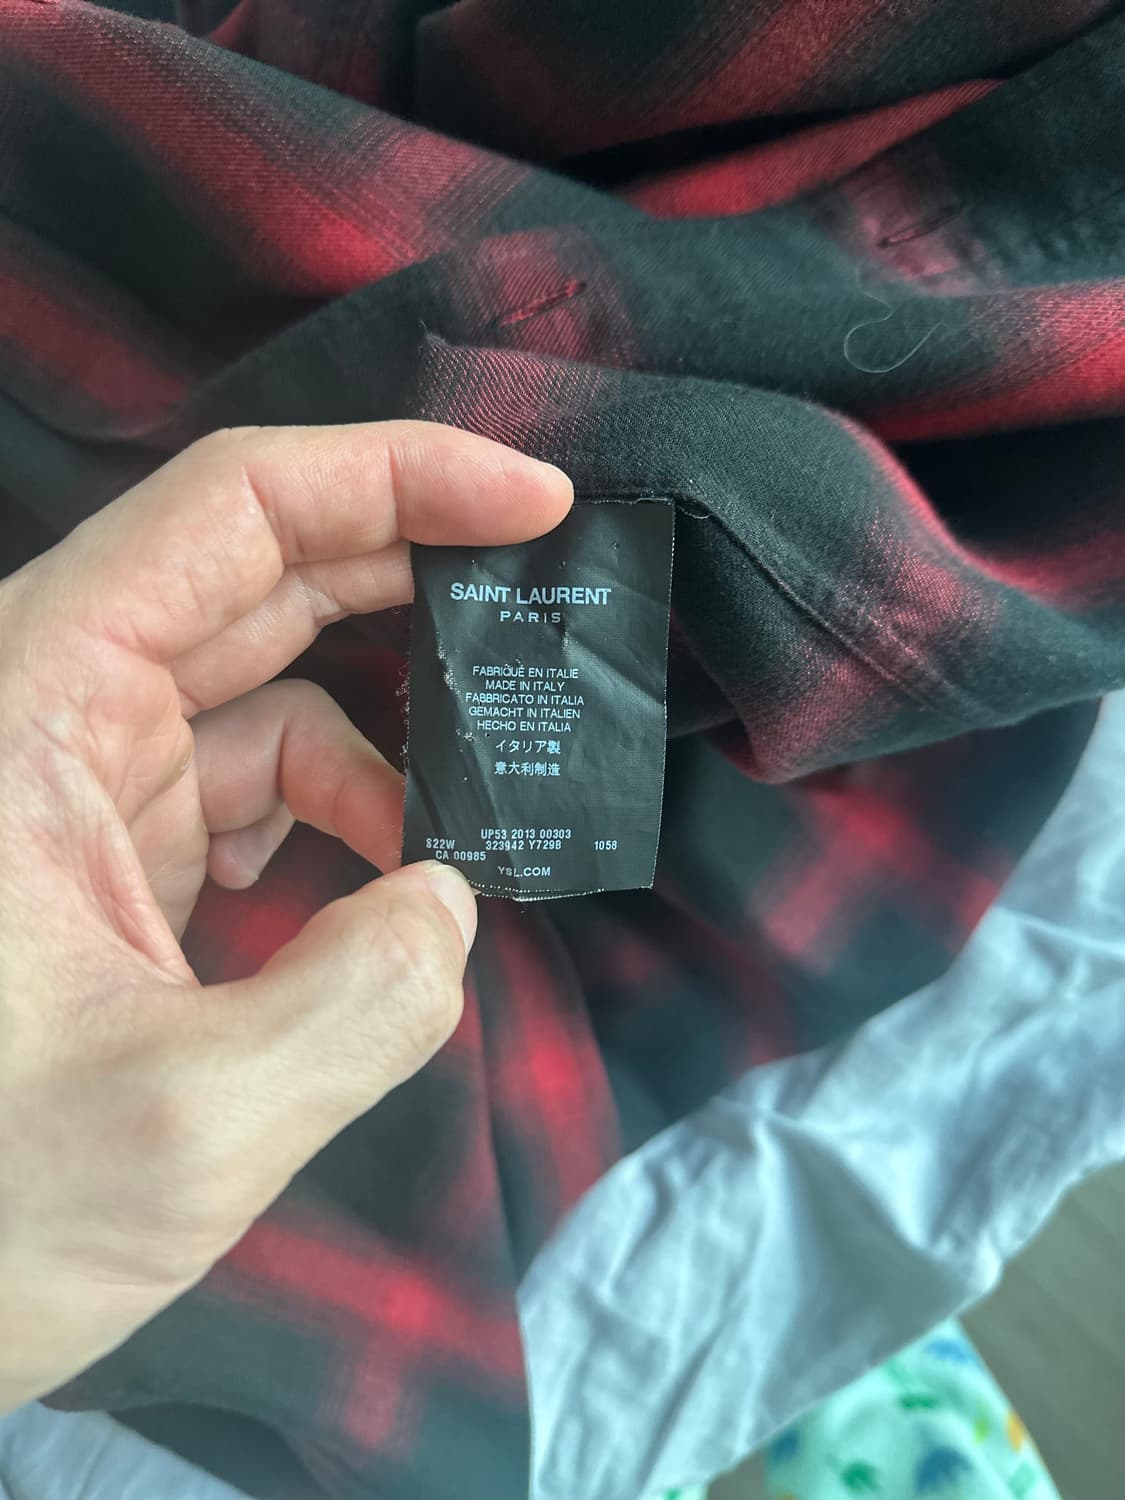 SAINT LAURENT
PARIS
FABRIQUÉ EN ITALIE
MADE IN ITALY
FABBRICATO IN ITALIA
GEMACHT IN ITALIEN
HECHO EN ITALIA
イタリア製
意大利制造
UP53 2013 00303
S22W 323942 Y729B 1058
CA 00985
YSL.COM